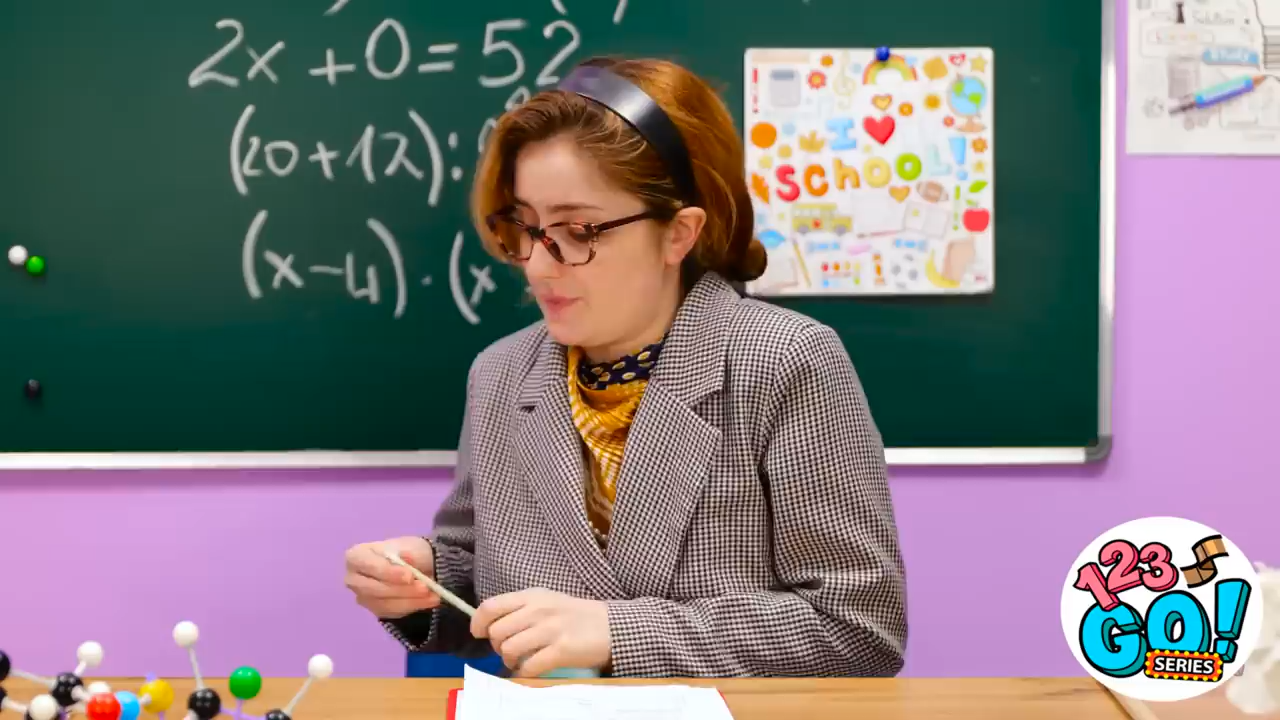 2x + 0 = 52
(20+12):
(x-4)·(x
I
SCHOOL!
123
GO!
SERIES